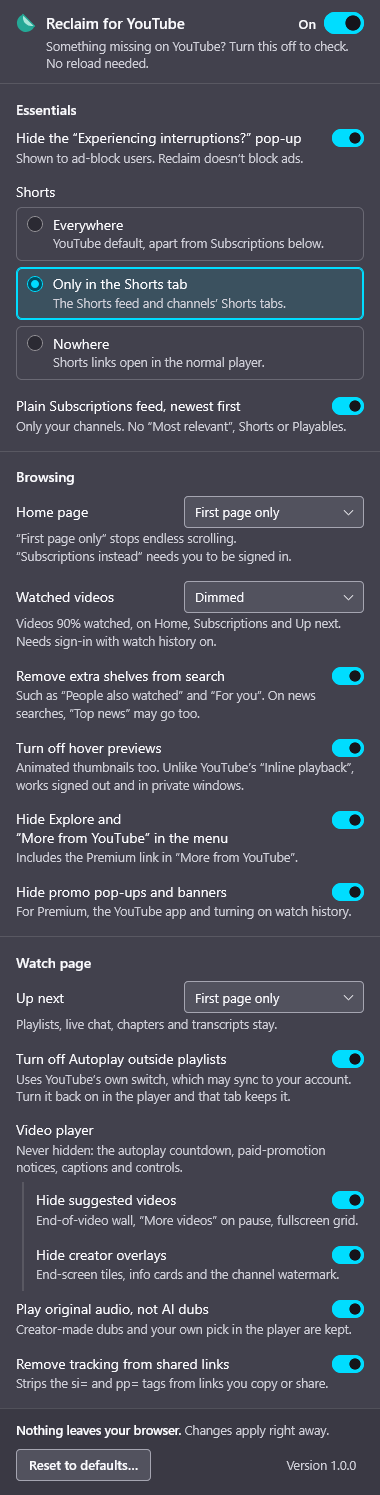 Reclaim for YouTube
On
Something missing on YouTube? Turn this off to check.
No reload needed.
Essentials
Hide the “Experiencing interruptions?” pop-up
Shown to ad-block users. Reclaim doesn’t block ads.
Shorts
Everywhere
YouTube default, apart from Subscriptions below.
Only in the Shorts tab
The Shorts feed and channels’ Shorts tabs.
Nowhere
Shorts links open in the normal player.
Plain Subscriptions feed, newest first
Only your channels. No “Most relevant”, Shorts or Playables.
Browsing
Home page
First page only
“First page only” stops endless scrolling.
“Subscriptions instead” needs you to be signed in.
Watched videos
Dimmed
Videos 90% watched, on Home, Subscriptions and Up next.
Needs sign-in with watch history on.
Remove extra shelves from search
Such as “People also watched” and “For you”. On news
searches, “Top news” may go too.
Turn off hover previews
Animated thumbnails too. Unlike YouTube’s “Inline playback”,
works signed out and in private windows.
Hide Explore and
“More from YouTube” in the menu
Includes the Premium link in “More from YouTube”.
Hide promo pop-ups and banners
For Premium, the YouTube app and turning on watch history.
Watch page
Up next
First page only
Playlists, live chat, chapters and transcripts stay.
Turn off Autoplay outside playlists
Uses YouTube’s own switch, which may sync to your account.
Turn it back on in the player and that tab keeps it.
Video player
Never hidden: the autoplay countdown, paid-promotion
notices, captions and controls.
Hide suggested videos
End-of-video wall, “More videos” on pause, fullscreen grid.
Hide creator overlays
End-screen tiles, info cards and the channel watermark.
Play original audio, not AI dubs
Creator-made dubs and your own pick in the player are kept.
Remove tracking from shared links
Strips the si= and pp= tags from links you copy or share.
Nothing leaves your browser. Changes apply right away.
Reset to defaults...
Version 1.0.0